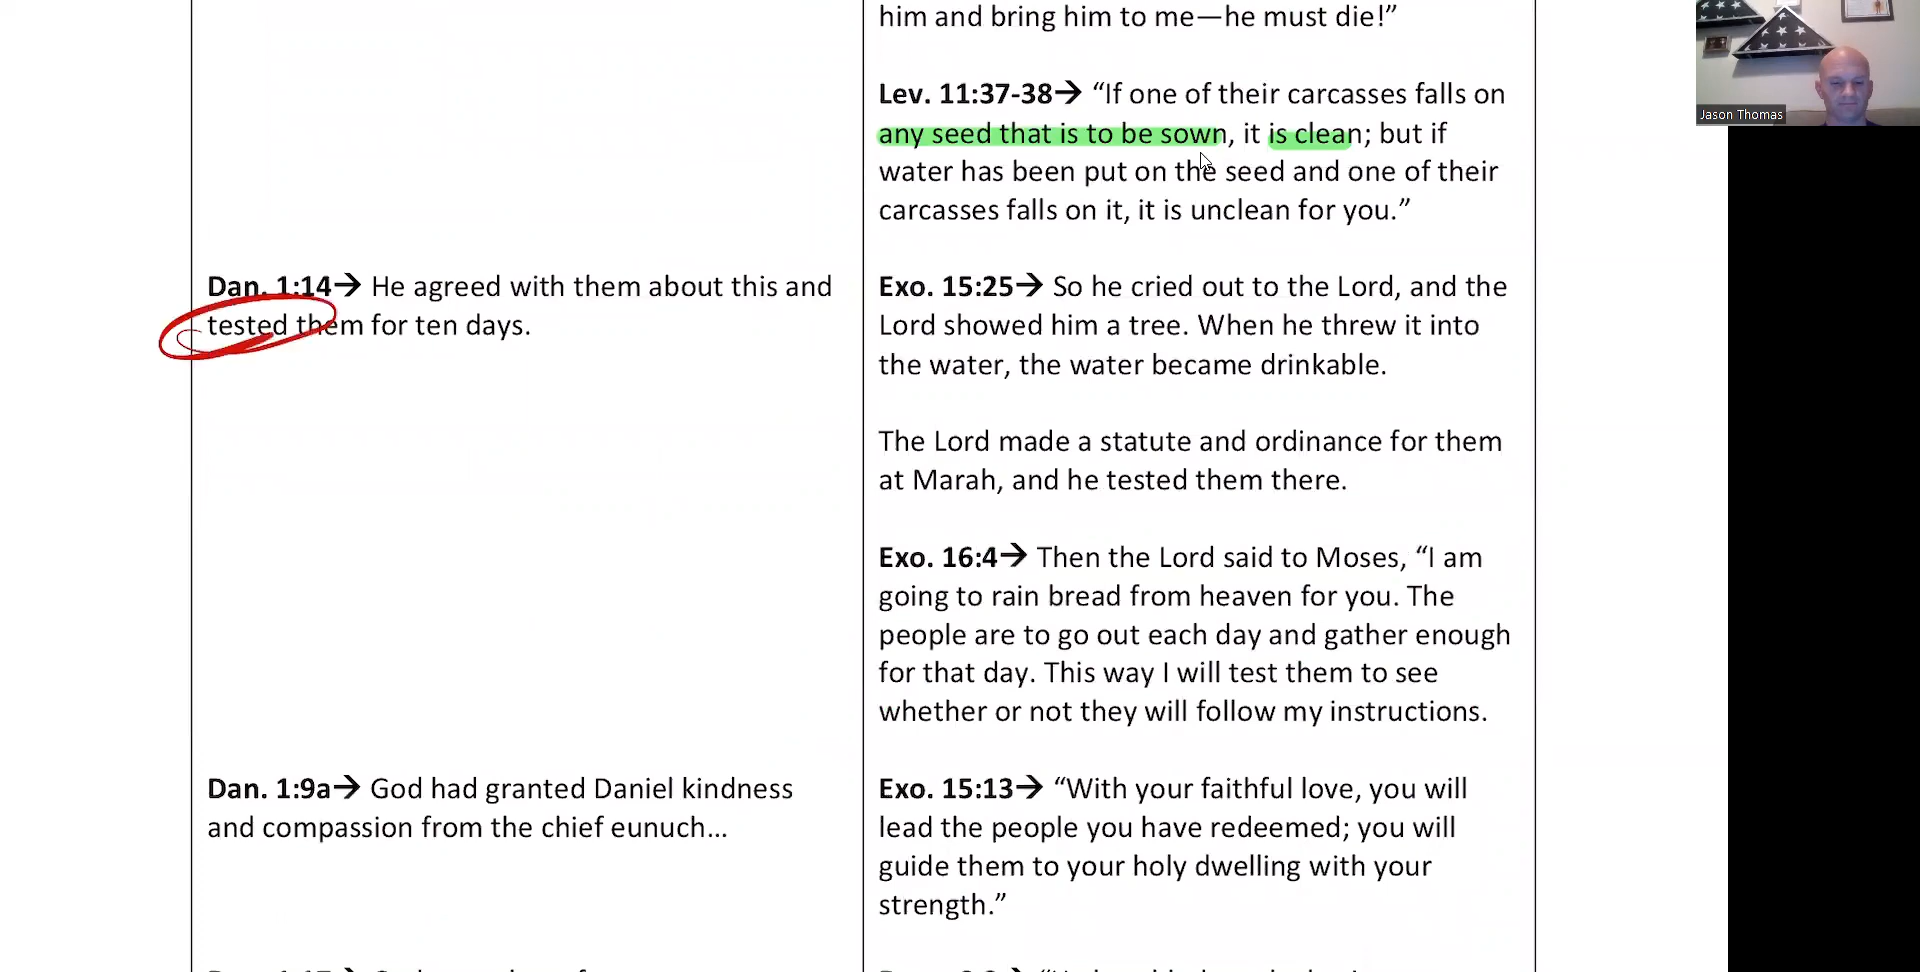 him and bring him to me—he must die!”
Lev. 11:37-38→ “If one of their carcasses falls on
any seed that is to be sown, it is clean; but if
water has been put on the seed and one of their
carcasses falls on it, it is unclean for you.”
Dan. 1:14→ He agreed with them about this and
tested them for ten days.
Exo. 15:25→ So he cried out to the Lord, and the
Lord showed him a tree. When he threw it into
the water, the water became drinkable.
The Lord made a statute and ordinance for them
at Marah, and he tested them there.
Exo. 16:4→ Then the Lord said to Moses, “I am
going to rain bread from heaven for you. The
people are to go out each day and gather enough
for that day. This way I will test them to see
whether or not they will follow my instructions.
Dan. 1:9a→ God had granted Daniel kindness
and compassion from the chief eunuch…
Exo. 15:13→ “With your faithful love, you will
lead the people you have redeemed; you will
guide them to your holy dwelling with your
strength.”
Jason Thomas